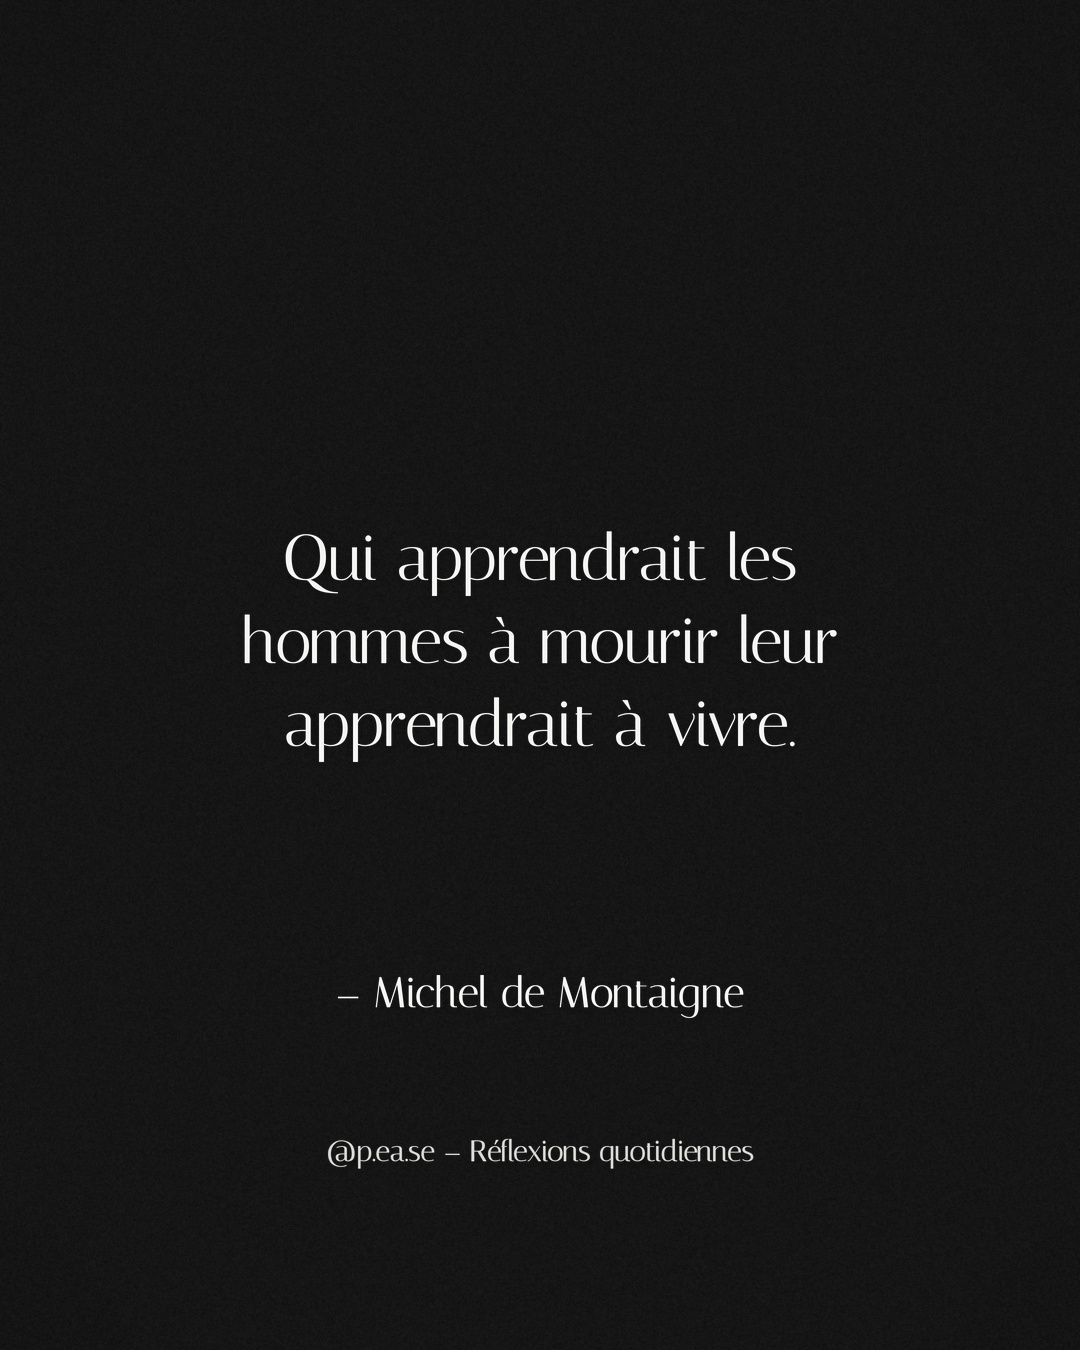 Qui apprendrait les
hommes à mourir leur
apprendrait à vivre.
– Michel de Montaigne
@p.ea.se – Réflexions quotidiennes